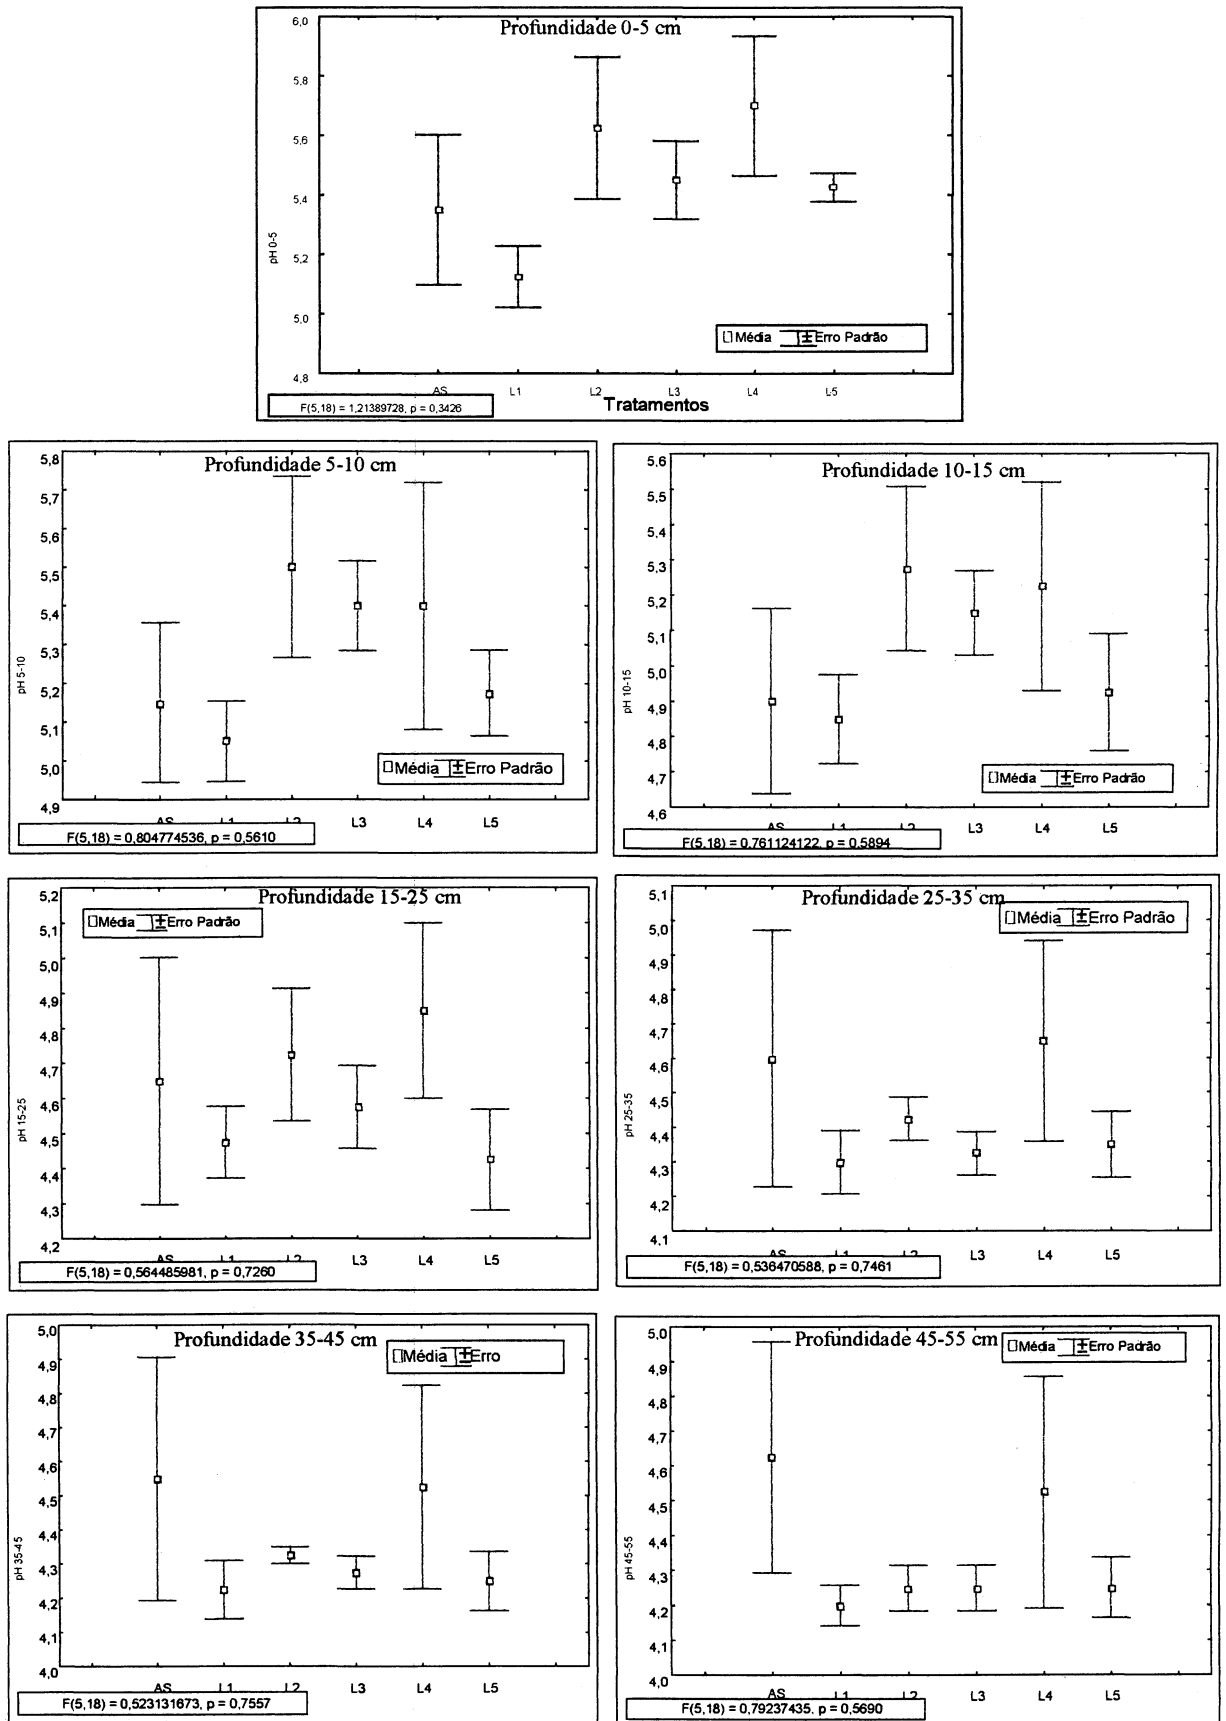 Profundidade 0-5 cm
6,0
5,8
5,6
5,4
5,2
5,0
4,8
pH 0-5
Média ± Erro Padrão
AS L1 L2 L3 L4 L5
Tratamentos
F(5,18) = 1,21389728, p = 0,3426
Profundidade 5-10 cm
5,8
5,7
5,6
5,5
5,4
5,3
5,2
5,1
5,0
4,9
pH 5-10
Média ± Erro Padrão
AS L1 L2 L3 L4 L5
F(5,18) = 0,804774536, p = 0,5610
Profundidade 10-15 cm
5,6
5,5
5,4
5,3
5,2
5,1
5,0
4,9
4,8
4,7
4,6
pH 10-15
Média ± Erro Padrão
AS L1 L2 L3 L4 L5
F(5,18) = 0,761124122, p = 0,5894
Profundidade 15-25 cm
5,2
5,1
5,0
4,9
4,8
4,7
4,6
4,5
4,4
4,3
4,2
pH 15-25
Média ± Erro Padrão
AS L1 L2 L3 L4 L5
F(5,18) = 0,564485981, p = 0,7260
Profundidade 25-35 cm
5,1
5,0
4,9
4,8
4,7
4,6
4,5
4,4
4,3
4,2
4,1
pH 25-35
Média ± Erro Padrão
AS L1 L2 L3 L4 L5
F(5,18) = 0,536470588, p = 0,7461
Profundidade 35-45 cm
5,0
4,9
4,8
4,7
4,6
4,5
4,4
4,3
4,2
4,1
4,0
pH 35-45
Média ± Erro
AS L1 L2 L3 L4 L5
F(5,18) = 0,523131673, p = 0,7557
Profundidade 45-55 cm
5,0
4,9
4,8
4,7
4,6
4,5
4,4
4,3
4,2
4,1
4,0
pH 45-55
Média ± Erro Padrão
AS L1 L2 L3 L4 L5
F(5,18) = 0,79237435, p = 0,5690